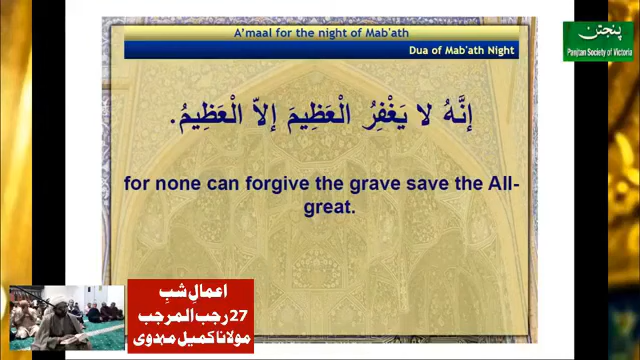 A'maal for the night of Mab'ath
Dua of Mab'ath Night
إنَّهُ لا يَغْفِرُ الْعَظِيمَ إلاّ الْعَظِيمُ.
for none can forgive the grave save the All-
great.
پنجتن
Panjtan Society of Victoria
اعمالِ شبِ
27 رجب المرجب
مولانا کمیل مہدوی